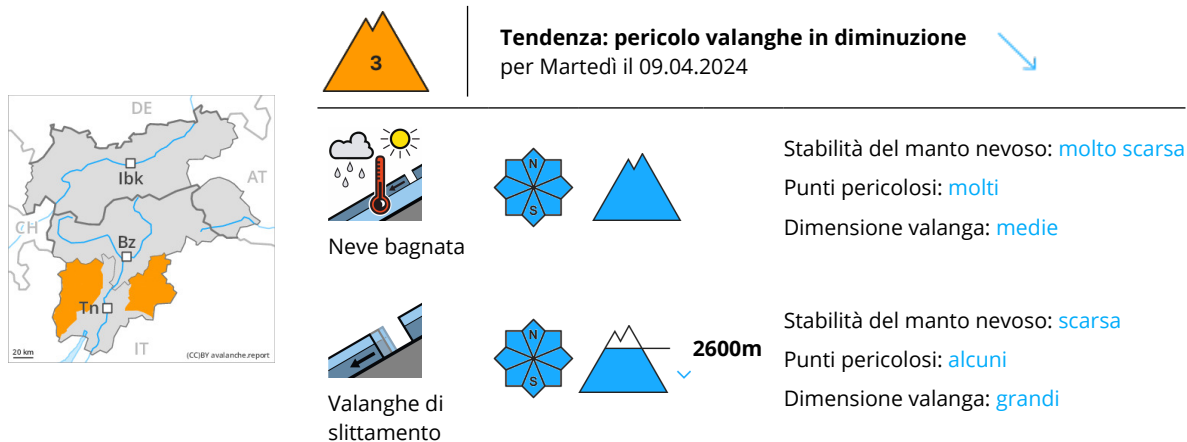 3
Tendenza: pericolo valanghe in diminuzione
per Martedì il 09.04.2024
DE
Ibk
AT
CH
Bz
Tn
IT
20 km
(CC)BY avalanche.report
Neve bagnata
N
S
Stabilità del manto nevoso: molto scarsa
Punti pericolosi: molti
Dimensione valanga: medie
Valanghe di
slittamento
N
S
2600m
Stabilità del manto nevoso: scarsa
Punti pericolosi: alcuni
Dimensione valanga: grandi